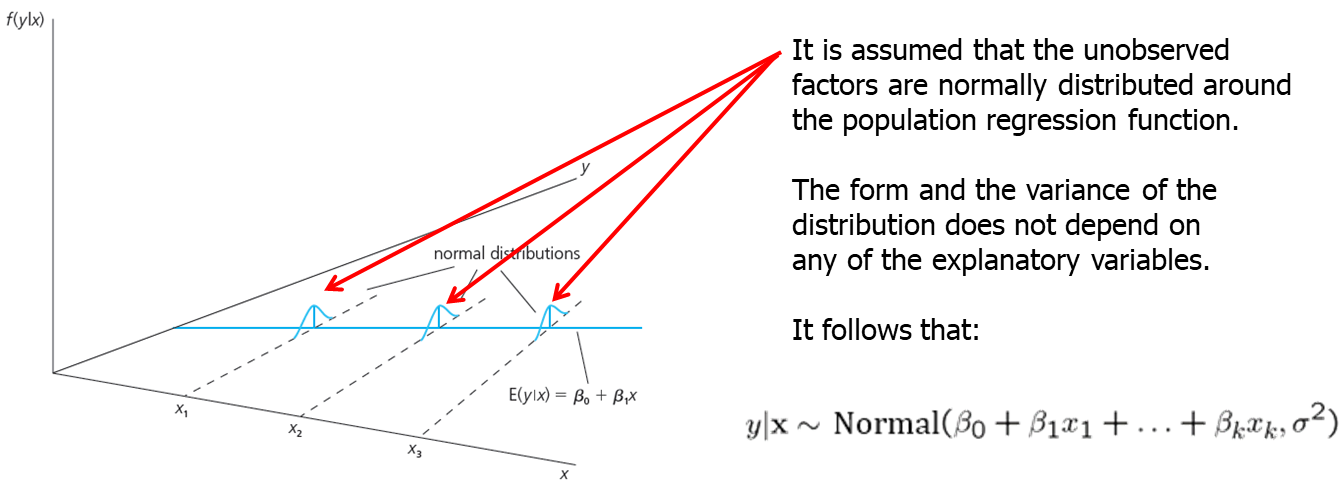 f(y|x)
It is assumed that the unobserved
factors are normally distributed around
the population regression function.
y
The form and the variance of the
distribution does not depend on
any of the explanatory variables.
normal distributions
It follows that:
E(y|x) = β₀ + β₁x
x₁
x₂
x₃
x
y|𝐱 ∼ Normal(β₀ + β₁x₁ + … + βₖxₖ, σ²)